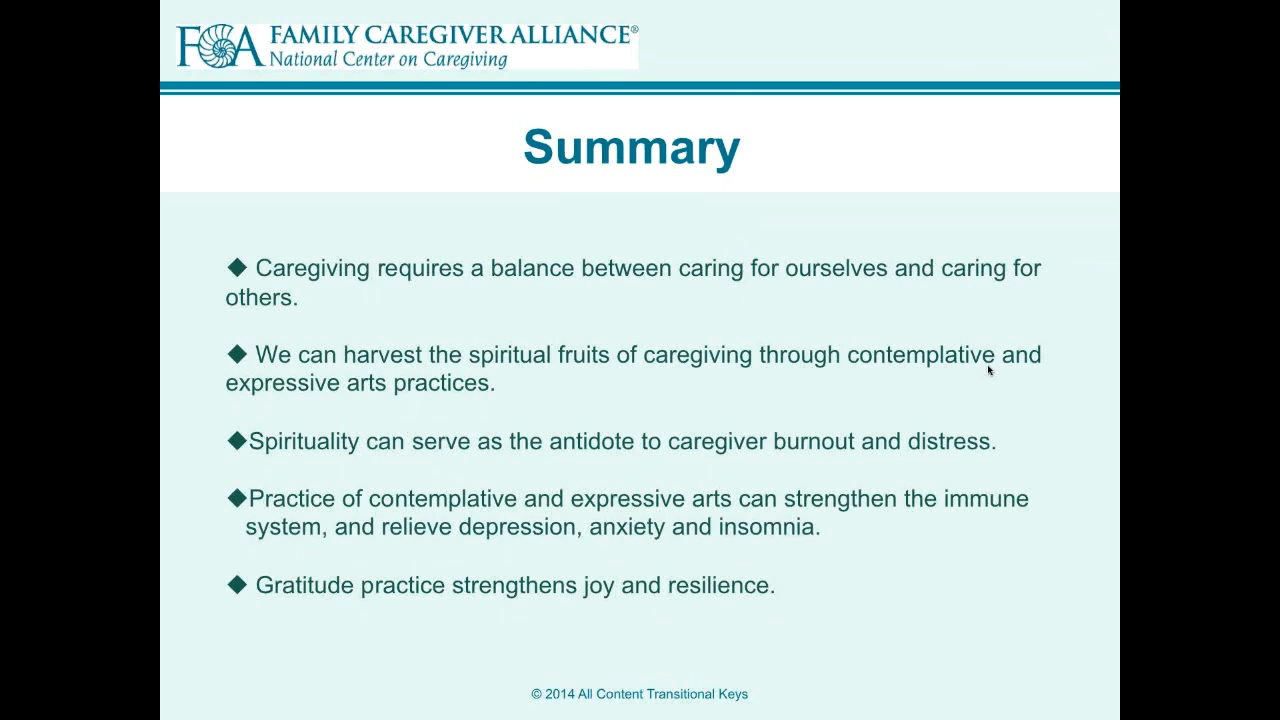 FCA FAMILY CAREGIVER ALLIANCE®
National Center on Caregiving
Summary
◆ Caregiving requires a balance between caring for ourselves and caring for
others.
◆ We can harvest the spiritual fruits of caregiving through contemplative and
expressive arts practices.
◆Spirituality can serve as the antidote to caregiver burnout and distress.
◆Practice of contemplative and expressive arts can strengthen the immune
system, and relieve depression, anxiety and insomnia.
◆ Gratitude practice strengthens joy and resilience.
© 2014 All Content Transitional Keys